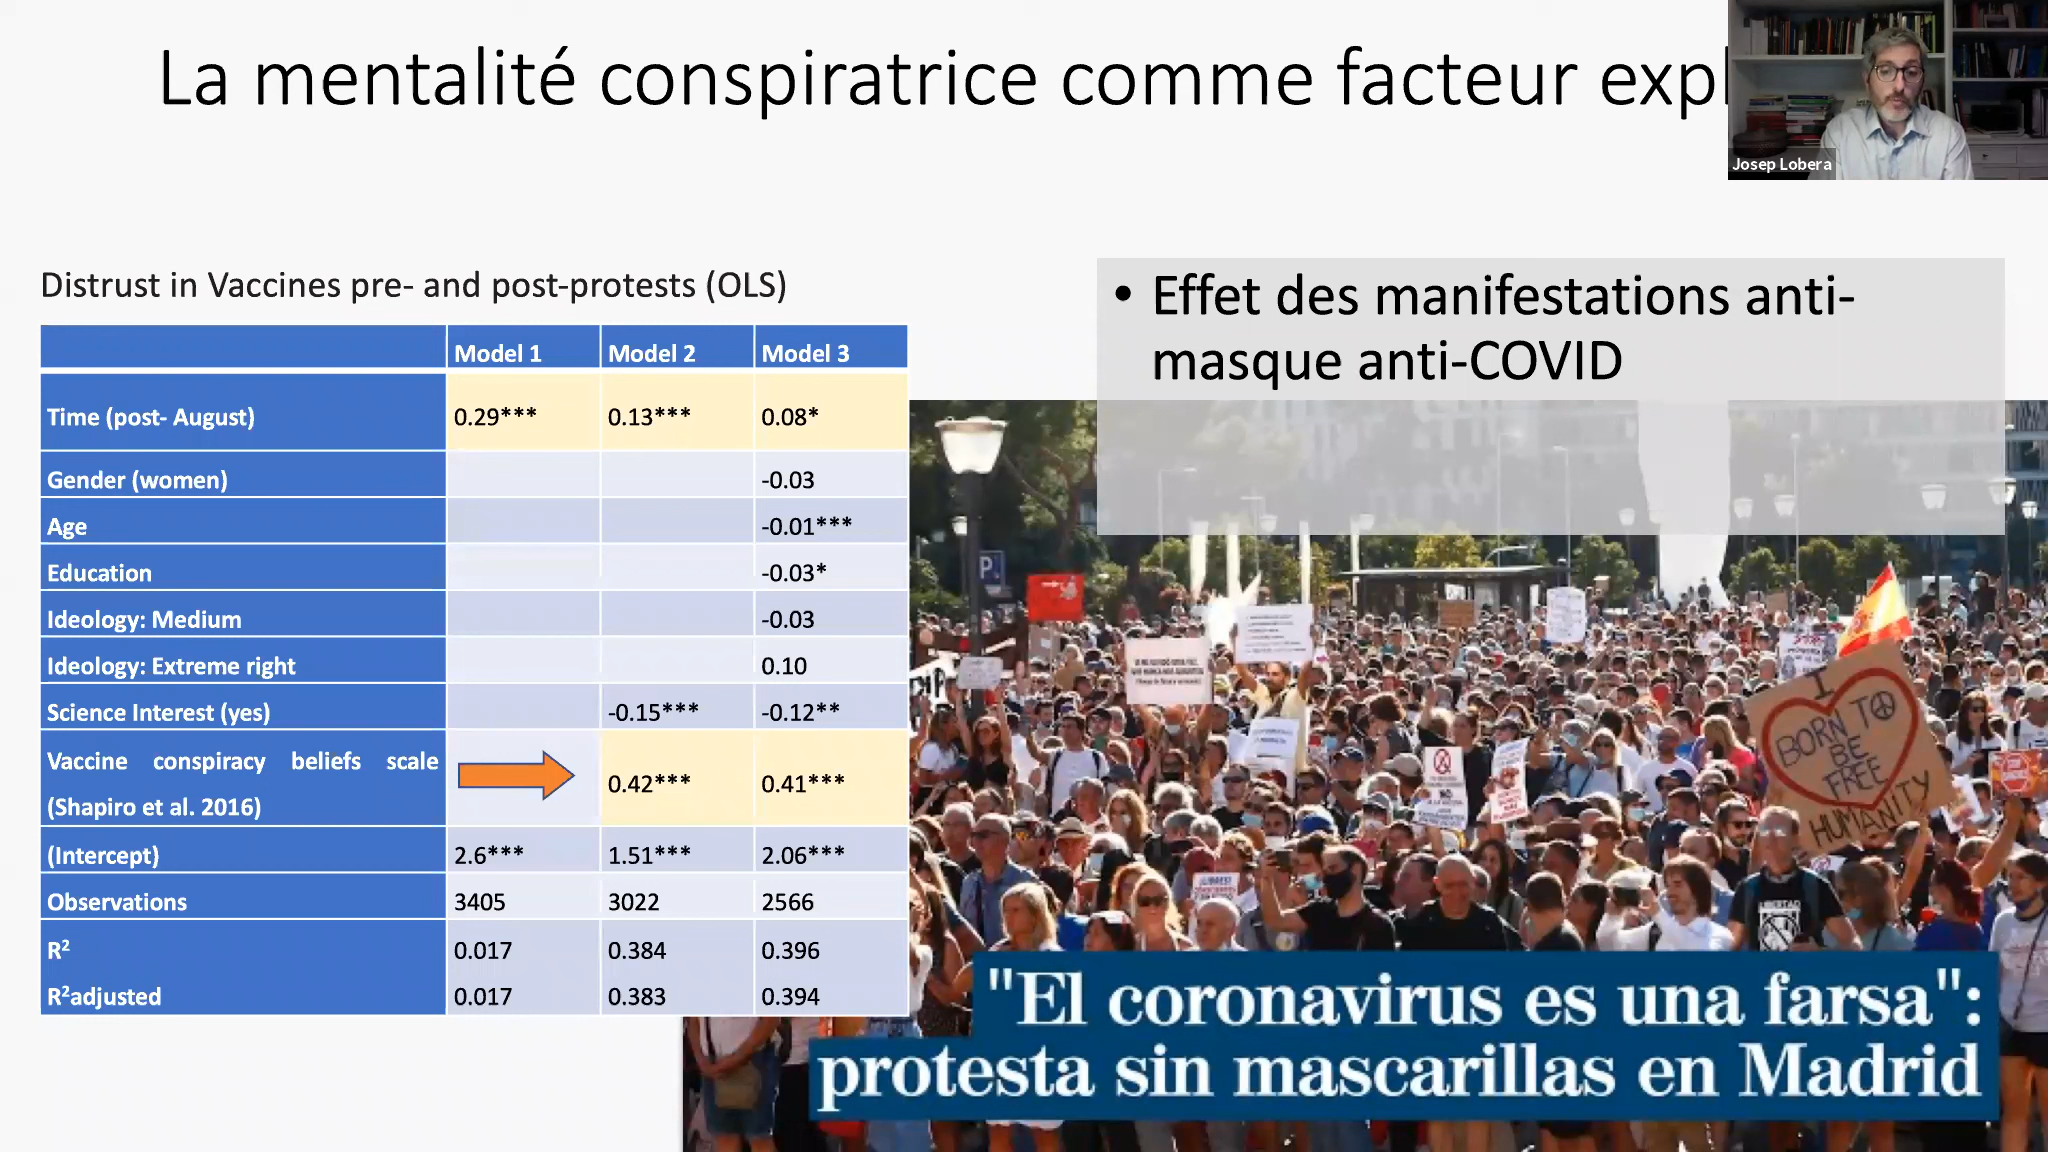 La mentalité conspiratrice comme facteur expl
Josep Lobera
Distrust in Vaccines pre- and post-protests (OLS)
Model 1 Model 2 Model 3
Time (post- August) 0.29*** 0.13*** 0.08*
Gender (women) -0.03
Age -0.01***
Education -0.03*
Ideology: Medium -0.03
Ideology: Extreme right 0.10
Science Interest (yes) -0.15*** -0.12**
Vaccine conspiracy beliefs scale
(Shapiro et al. 2016) 0.42*** 0.41***
(Intercept) 2.6*** 1.51*** 2.06***
Observations 3405 3022 2566
R² 0.017 0.384 0.396
R²adjusted 0.017 0.383 0.394
• Effet des manifestations anti-
masque anti-COVID
P
I
BORN TO
BE
FREE
HUMANITY
LIBERTAD
"El coronavirus es una farsa":
protesta sin mascarillas en Madrid